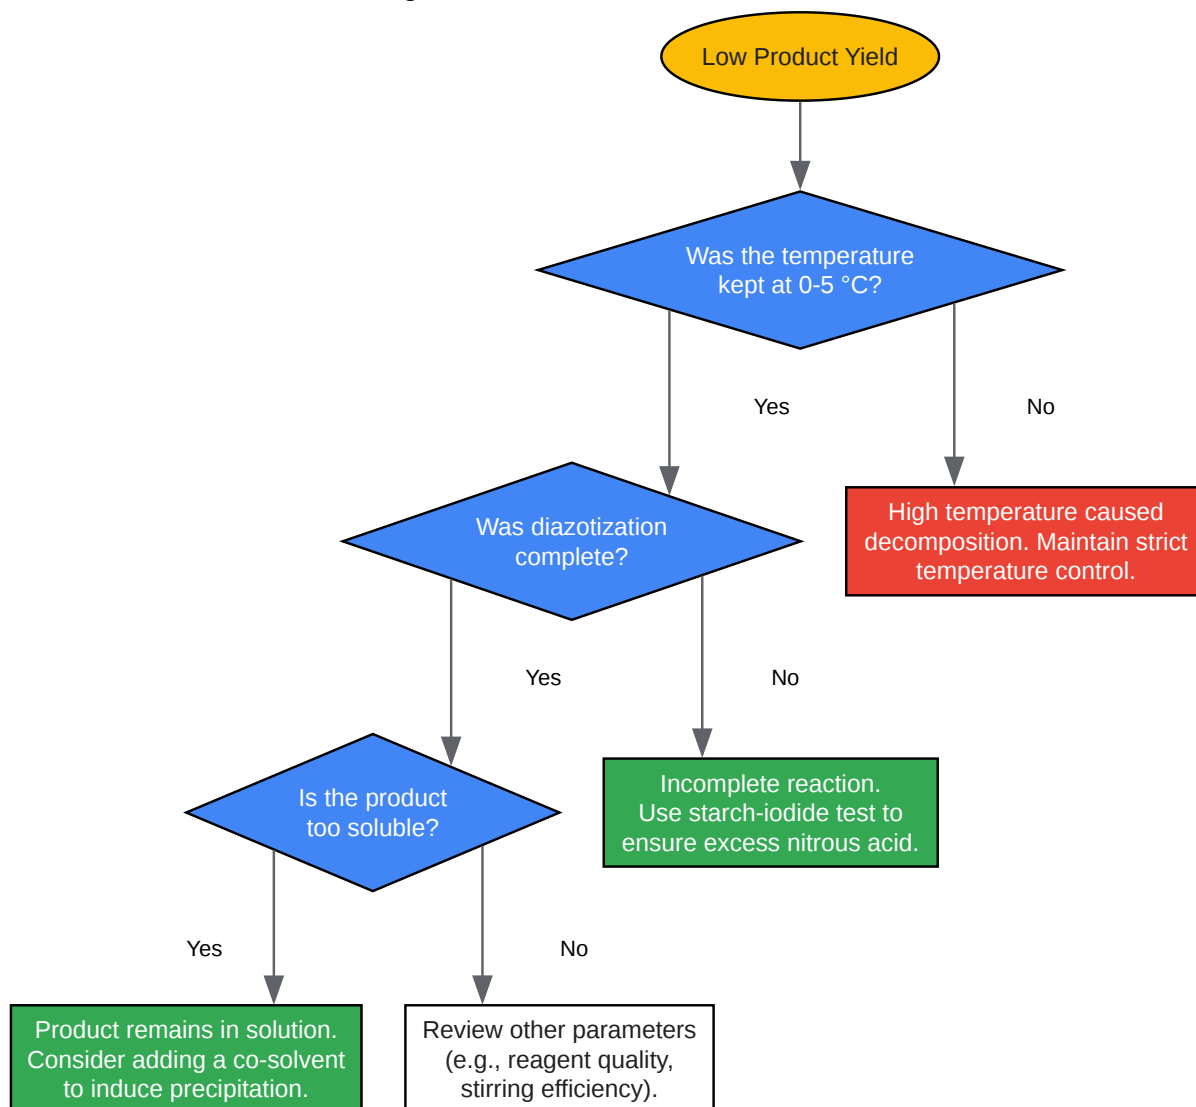 Low Product Yield
Was the temperature
kept at 0-5 °C?
Yes
No
Was diazotization
complete?
High temperature caused
decomposition. Maintain strict
temperature control.
Yes
No
Is the product
too soluble?
Incomplete reaction.
Use starch-iodide test to
ensure excess nitrous acid.
Yes
No
Product remains in solution.
Consider adding a co-solvent
to induce precipitation.
Review other parameters
(e.g., reagent quality,
stirring efficiency).